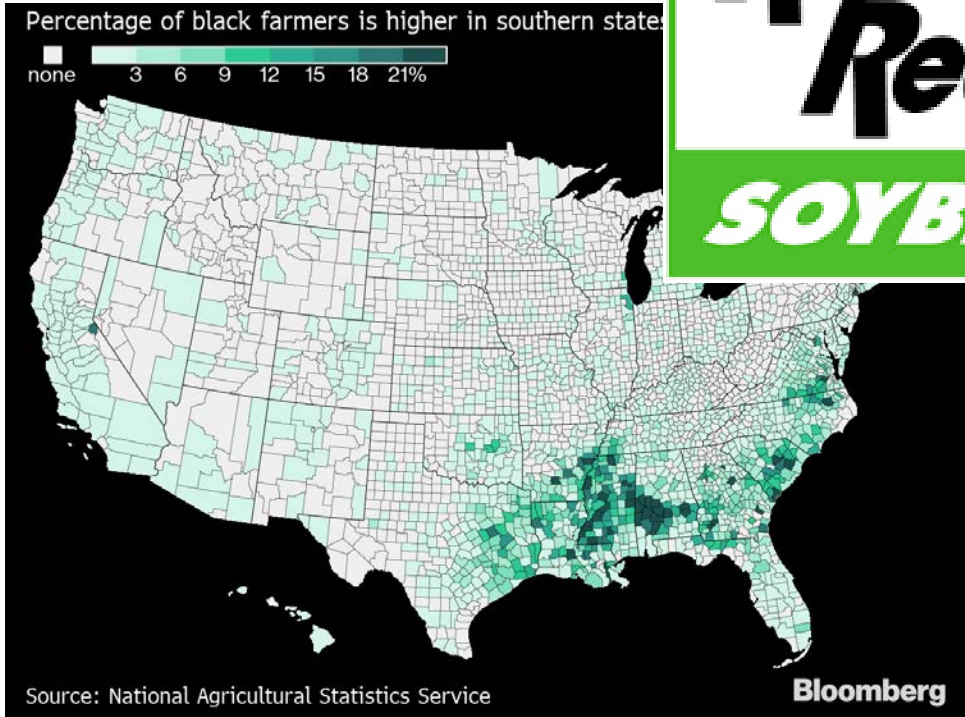 Percentage of black farmers is higher in southern states
none 3 6 9 12 15 18 21%
Source: National Agricultural Statistics Service
Bloomberg